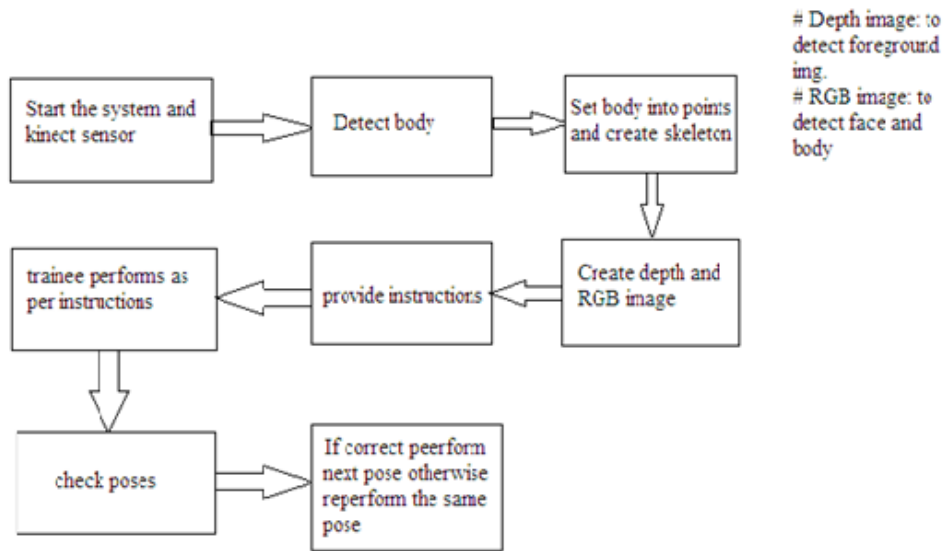 # Depth image: to
detect foreground
img.
# RGB image: to
detect face and
body
Start the system and
kinect sensor
Detect body
Set body into points
and create skeleton
Create depth and
RGB image
provide instructions
trainee performs as
per instructions
check poses
If correct peerform
next pose otherwise
reperform the same
pose